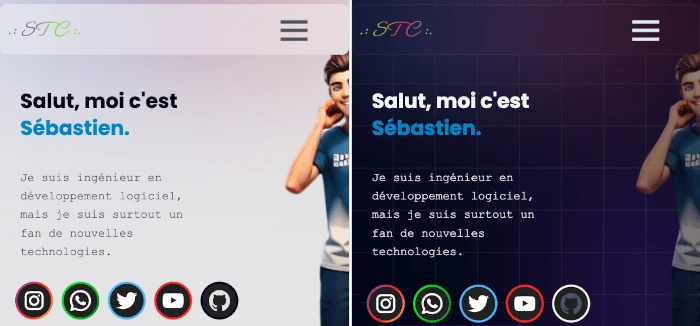 .: STC :.
Salut, moi c'est
Sébastien.
Je suis ingénieur en
développement logiciel,
mais je suis surtout un
fan de nouvelles
technologies.
.: STC :.
Salut, moi c'est
Sébastien.
Je suis ingénieur en
développement logiciel,
mais je suis surtout un
fan de nouvelles
technologies.